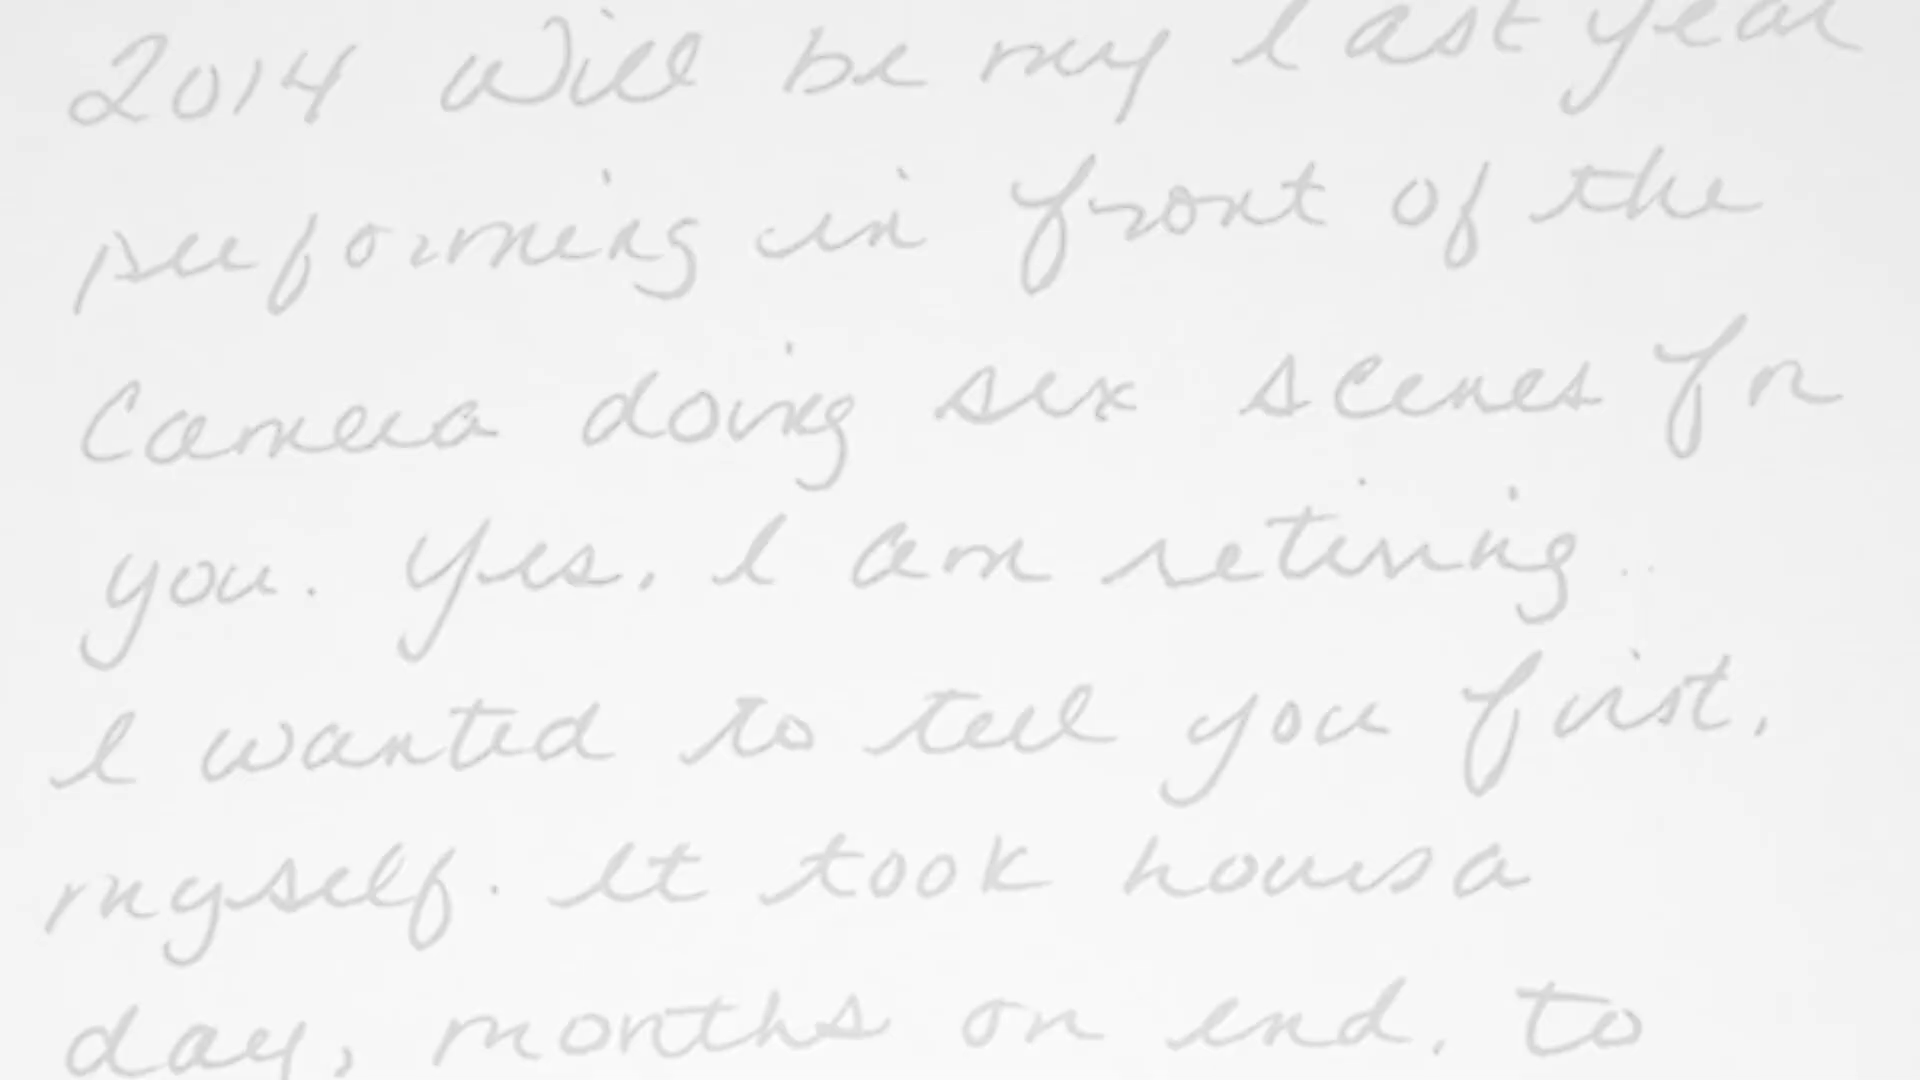 2014 will be my last year
performing in front of the
camera doing sex scenes for
you. Yes, I am retiring..
I wanted to tell you first,
myself. It took hours a
day, months on end, to